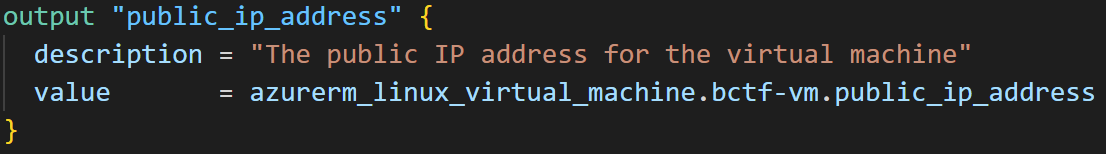 output "public_ip_address" {
  description = "The public IP address for the virtual machine"
  value       = azurerm_linux_virtual_machine.bctf-vm.public_ip_address
}